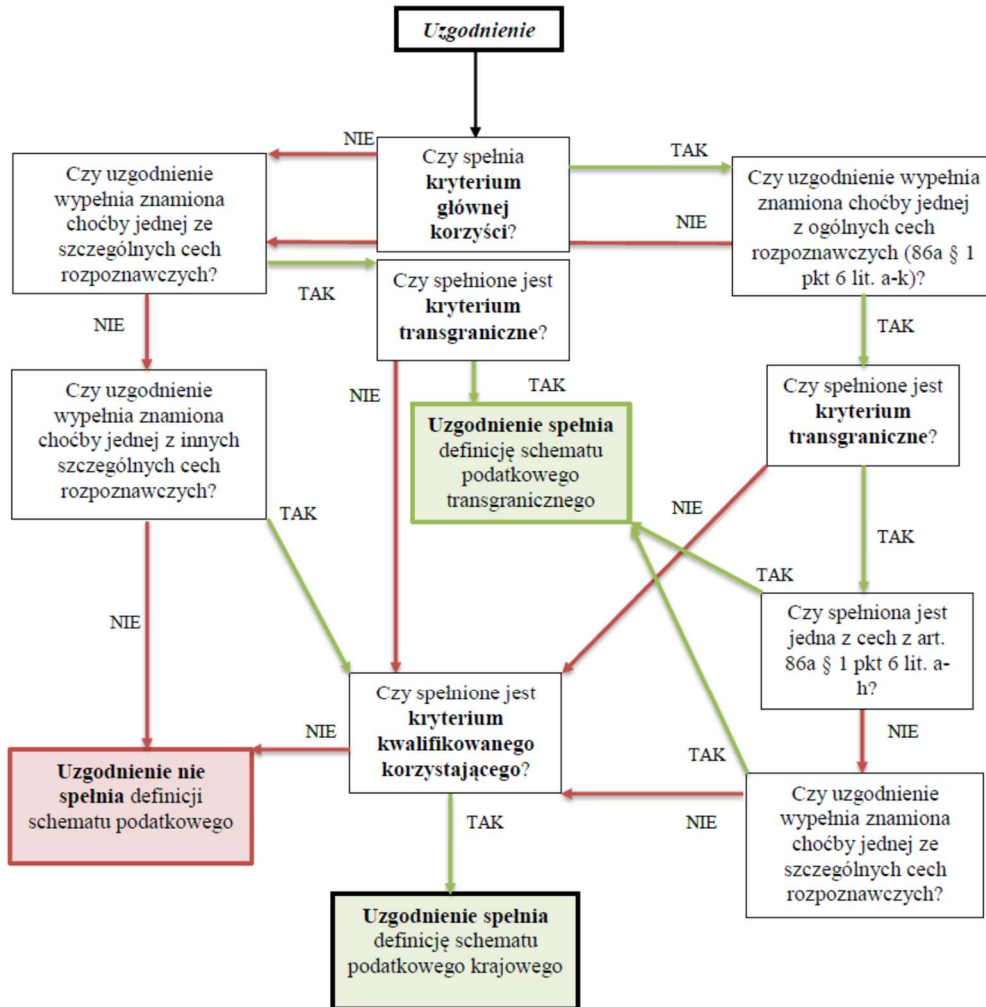 Uzgodnienie
NIE
TAK
Czy spełnia
kryterium
głównej
korzyści?
Czy uzgodnienie
wypełnia znamiona
choćby jednej ze
szczególnych cech
rozpoznawczych?
Czy uzgodnienie wypełnia
znamiona choćby jednej
z ogólnych cech
rozpoznawczych (86a § 1
pkt 6 lit. a-k)?
NIE
TAK
Czy spełnione jest
kryterium
transgraniczne?
NIE
TAK
NIE
TAK
Czy uzgodnienie
wypełnia znamiona
choćby jednej z innych
szczególnych cech
rozpoznawczych?
Uzgodnienie spełnia
definicję schematu
podatkowego
transgranicznego
Czy spełnione jest
kryterium
transgraniczne?
TAK
NIE
TAK
TAK
NIE
Czy spełniona jest
jedna z cech z art.
86a § 1 pkt 6 lit. a-
h?
Czy spełnione jest
kryterium
kwalifikowanego
korzystającego?
NIE
NIE
TAK
Uzgodnienie nie
spełnia definicji
schematu podatkowego
Czy uzgodnienie
wypełnia znamiona
choćby jednej ze
szczególnych cech
rozpoznawczych?
TAK
NIE
Uzgodnienie spełnia
definicję schematu
podatkowego krajowego